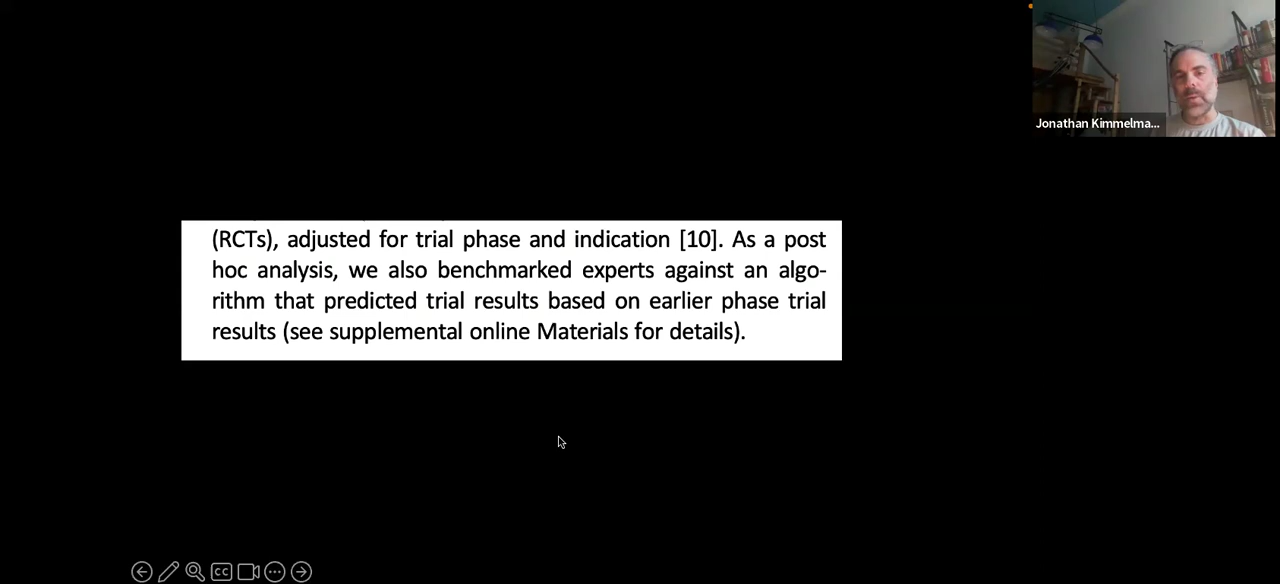 Jonathan Kimmelma...
(RCTs), adjusted for trial phase and indication [10]. As a post
hoc analysis, we also benchmarked experts against an algo-
rithm that predicted trial results based on earlier phase trial
results (see supplemental online Materials for details).
CC